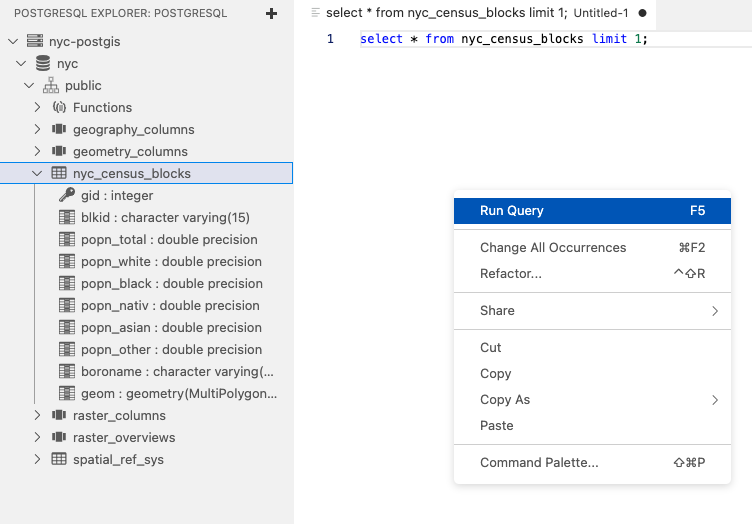 POSTGRESQL EXPLORER: POSTGRESQL
nyc-postgis
nyc
public
Functions
geography_columns
geometry_columns
nyc_census_blocks
gid : integer
blkid : character varying(15)
popn_total : double precision
popn_white : double precision
popn_black : double precision
popn_nativ : double precision
popn_asian : double precision
popn_other : double precision
boroname : character varying(...
geom : geometry(MultiPolygon...
raster_columns
raster_overviews
spatial_ref_sys
select * from nyc_census_blocks limit 1; Untitled-1
1 select * from nyc_census_blocks limit 1;
Run Query F5
Change All Occurrences ⌘F2
Refactor... ^⇧R
Share
Cut
Copy
Copy As
Paste
Command Palette... ⇧⌘P